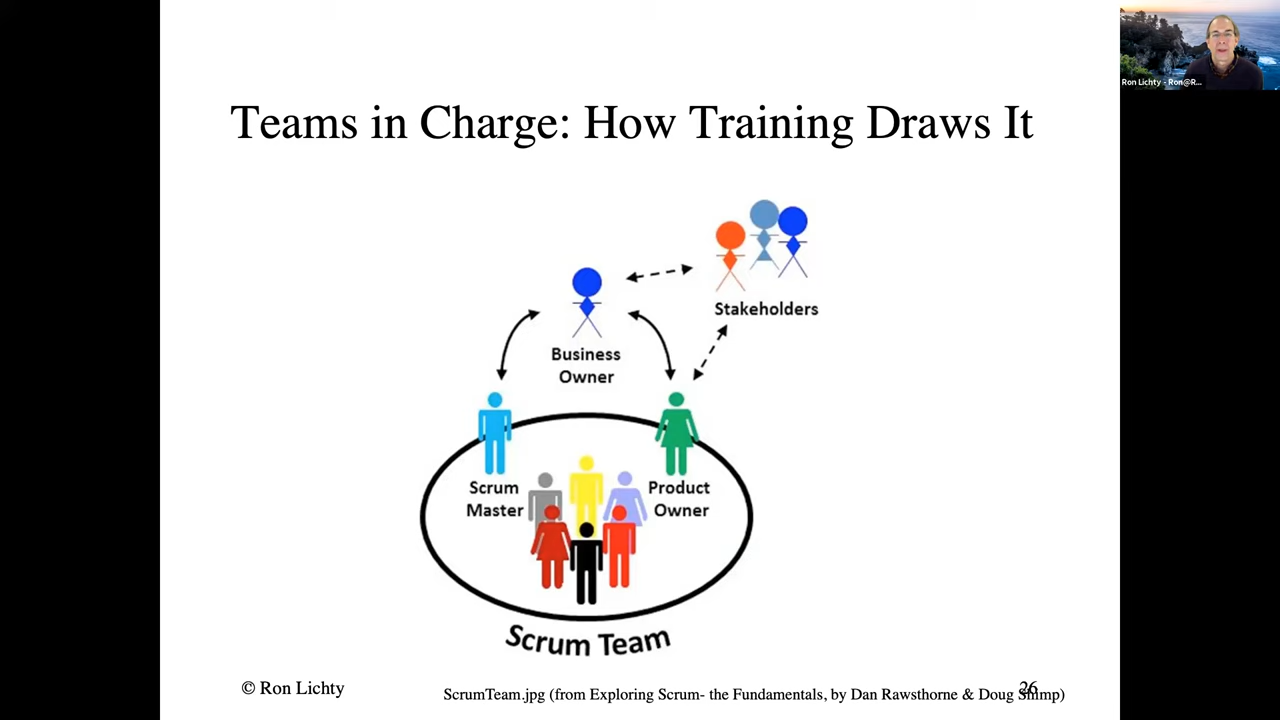 Ron Lichty - Ron@R...
Teams in Charge: How Training Draws It
Stakeholders
Business
Owner
Scrum
Master
Product
Owner
Scrum Team
© Ron Lichty
ScrumTeam.jpg (from Exploring Scrum- the Fundamentals, by Dan Rawsthorne & Doug Shimp)
26